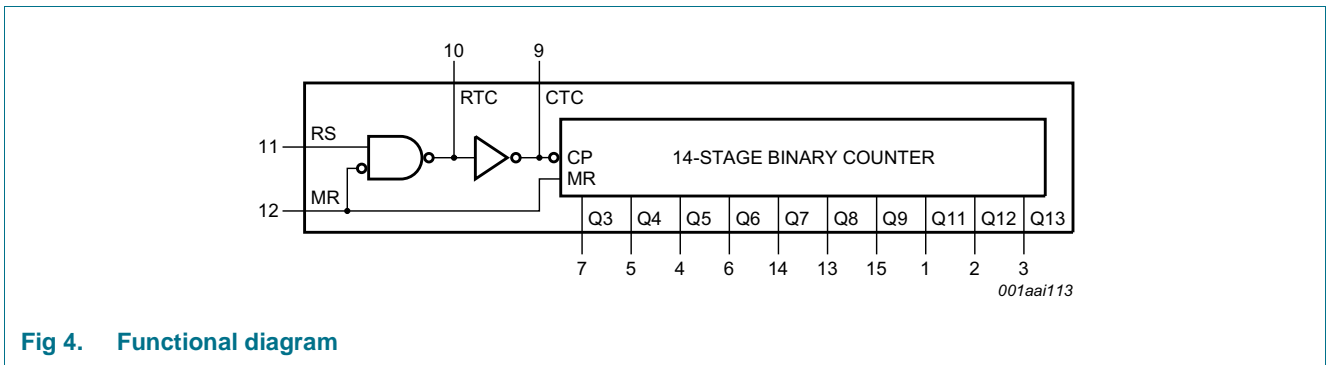 10 9
RTC CTC
11 RS
CP 14-STAGE BINARY COUNTER
MR
12 MR
Q3 Q4 Q5 Q6 Q7 Q8 Q9 Q11 Q12 Q13
7 5 4 6 14 13 15 1 2 3
001aai113
Fig 4. Functional diagram